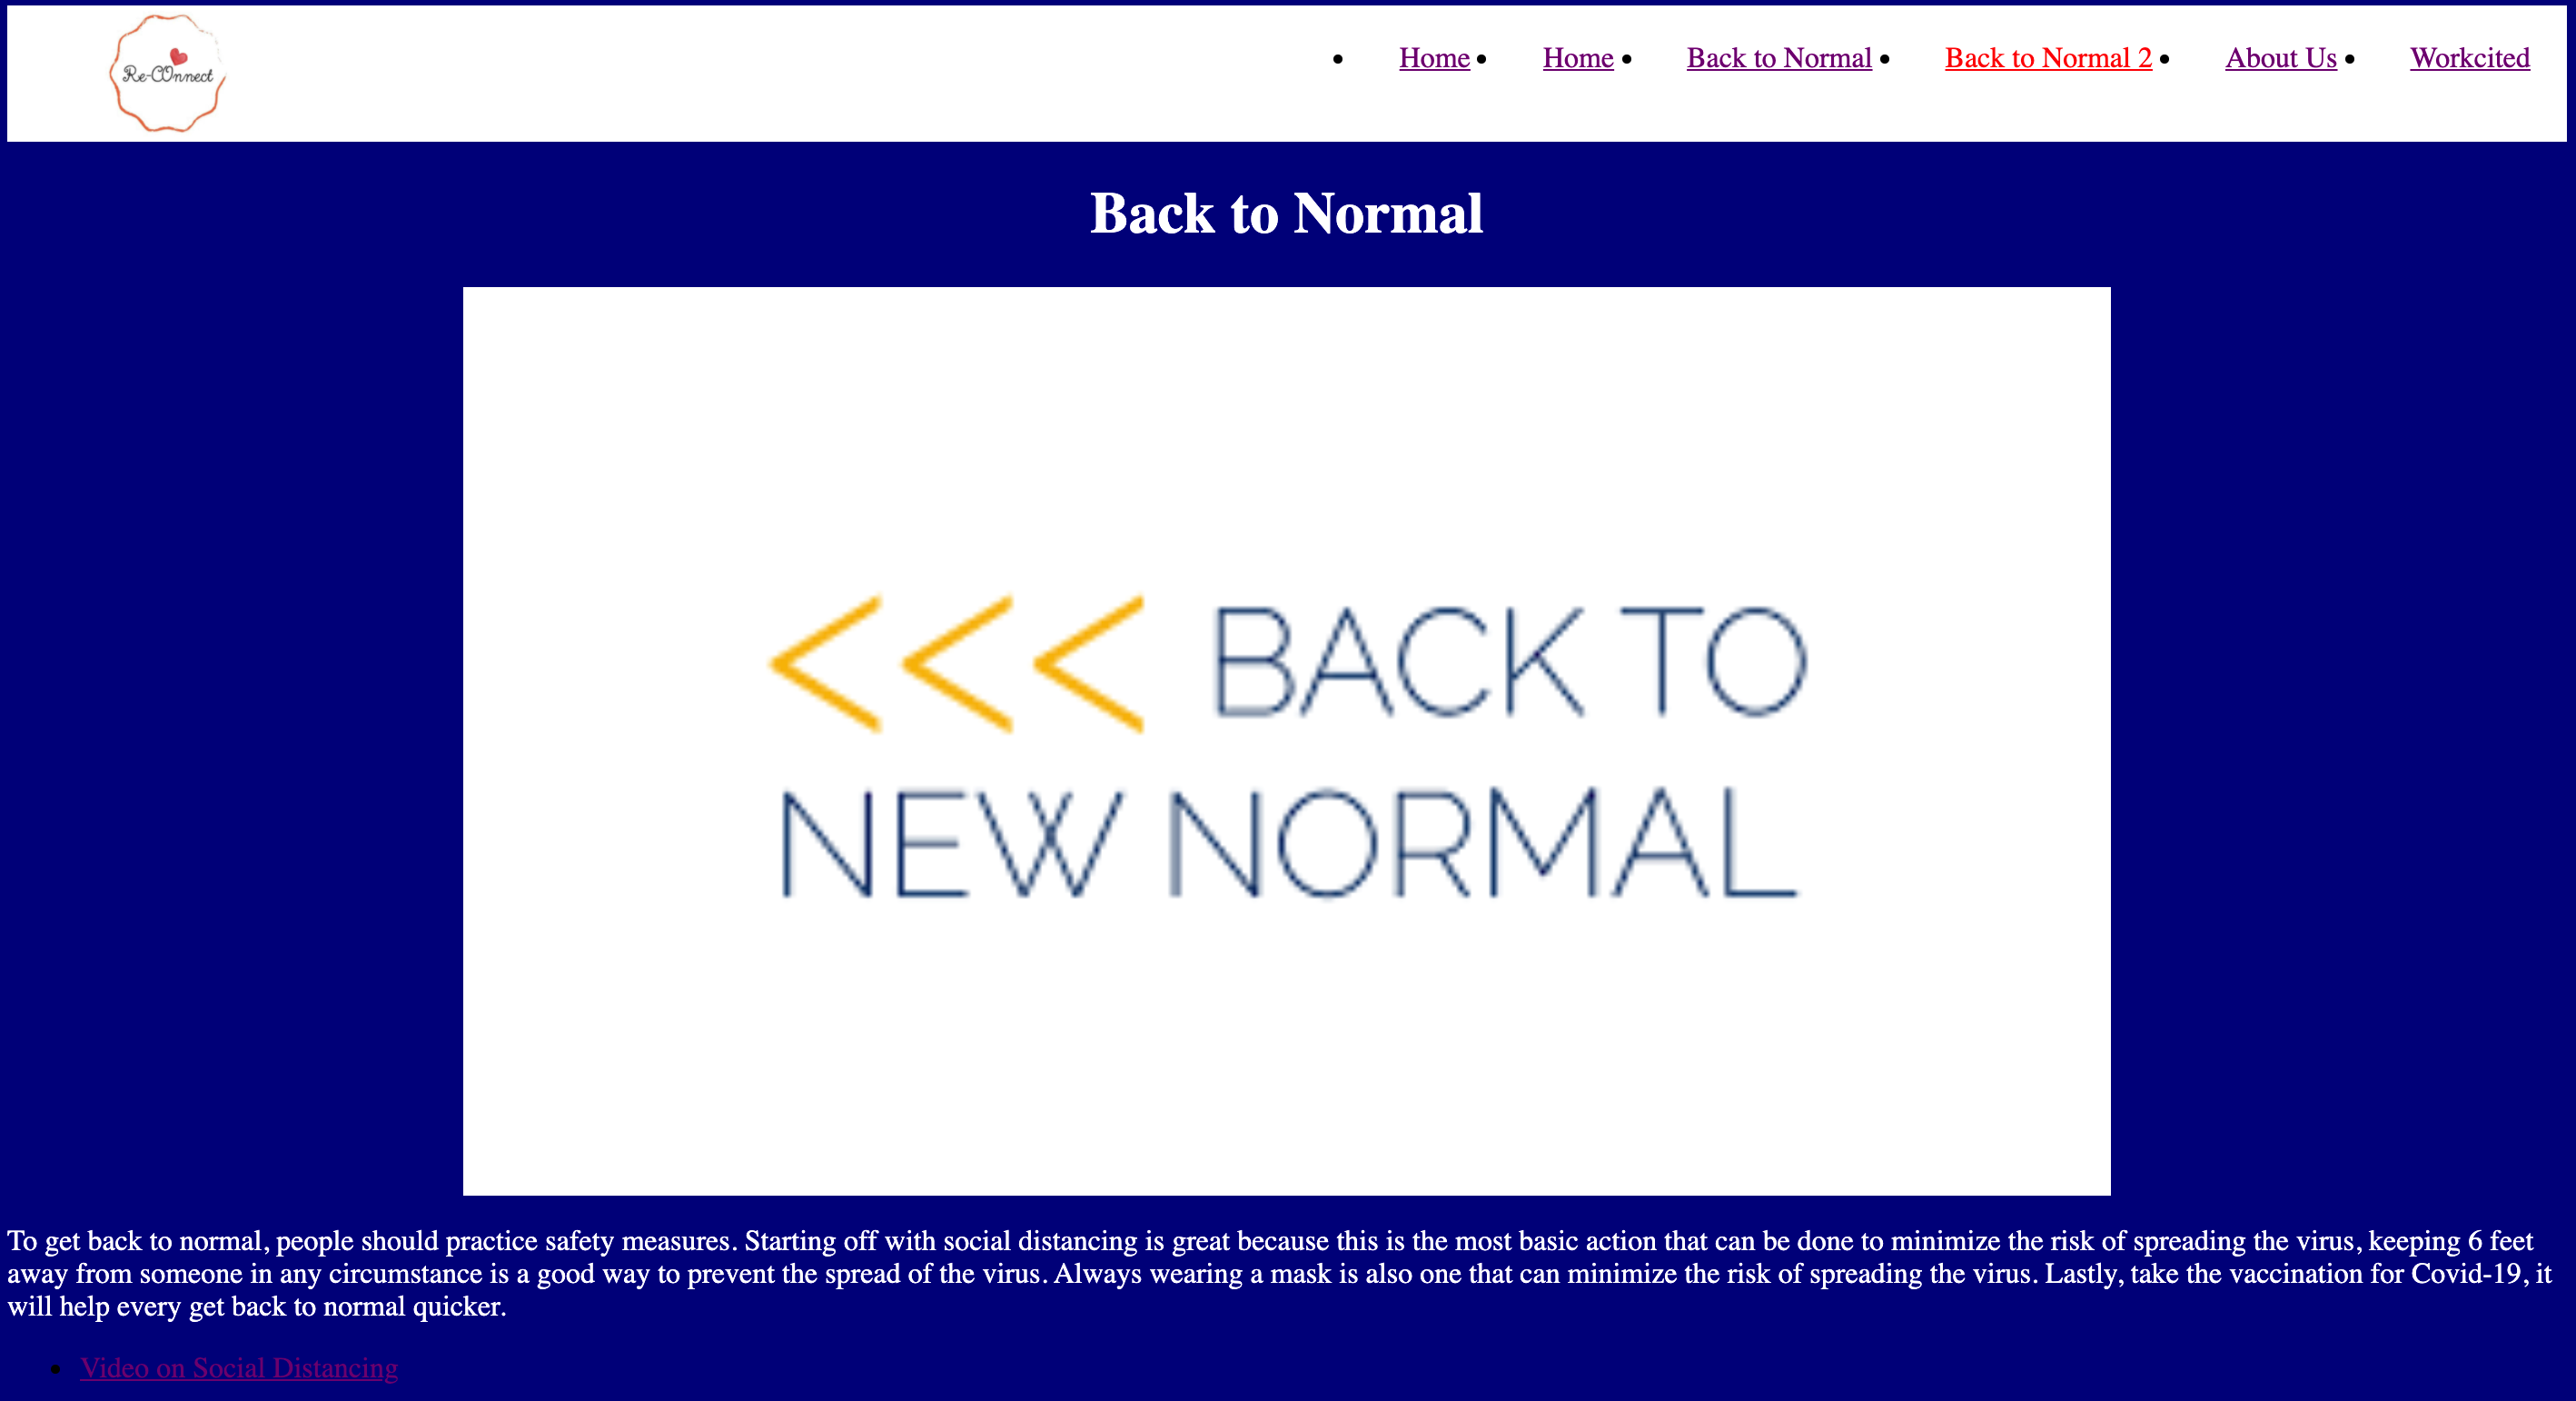 Re-COnnect
Home Home Back to Normal Back to Normal 2 About Us Workcited
Back to Normal
<<< BACK TO
NEW NORMAL
To get back to normal, people should practice safety measures. Starting off with social distancing is great because this is the most basic action that can be done to minimize the risk of spreading the virus, keeping 6 feet
away from someone in any circumstance is a good way to prevent the spread of the virus. Always wearing a mask is also one that can minimize the risk of spreading the virus. Lastly, take the vaccination for Covid-19, it
will help every get back to normal quicker.
Video on Social Distancing